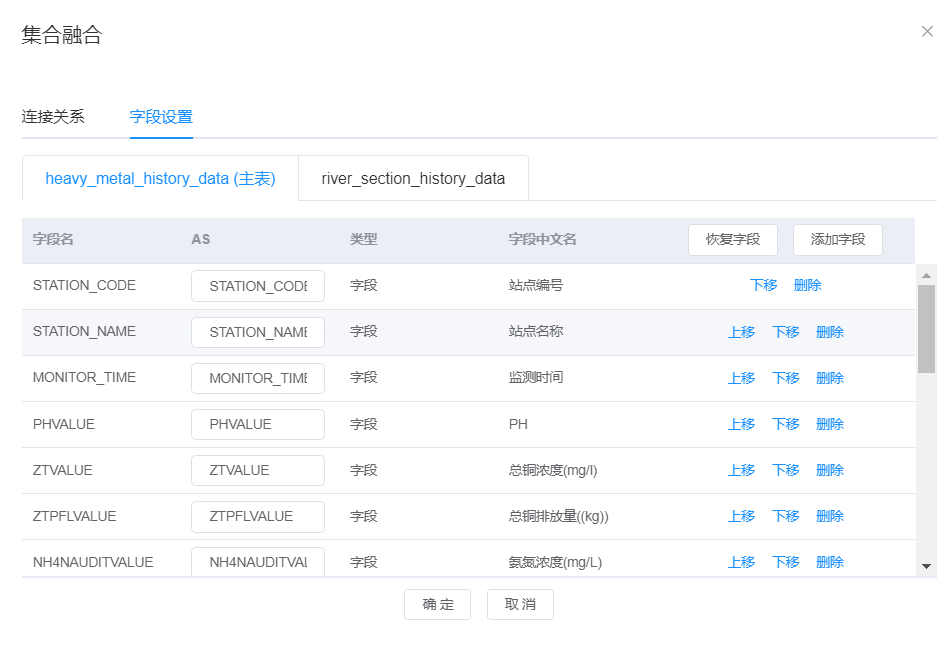 集合融合
连接关系 字段设置
heavy_metal_history_data (主表) river_section_history_data
字段名 AS 类型 字段中文名 恢复字段 添加字段
STATION_CODE STATION_CODE 字段 站点编号 下移 删除
STATION_NAME STATION_NAME 字段 站点名称 上移 下移 删除
MONITOR_TIME MONITOR_TIME 字段 监测时间 上移 下移 删除
PHVALUE PHVALUE 字段 PH 上移 下移 删除
ZTVALUE ZTVALUE 字段 总铜浓度(mg/l) 上移 下移 删除
ZTPFLVALUE ZTPFLVALUE 字段 总铜排放量((kg)) 上移 下移 删除
NH4NAUDITVALUE NH4NAUDITVAL 字段 氨氮浓度(mg/L) 上移 下移 删除
确 定 取 消